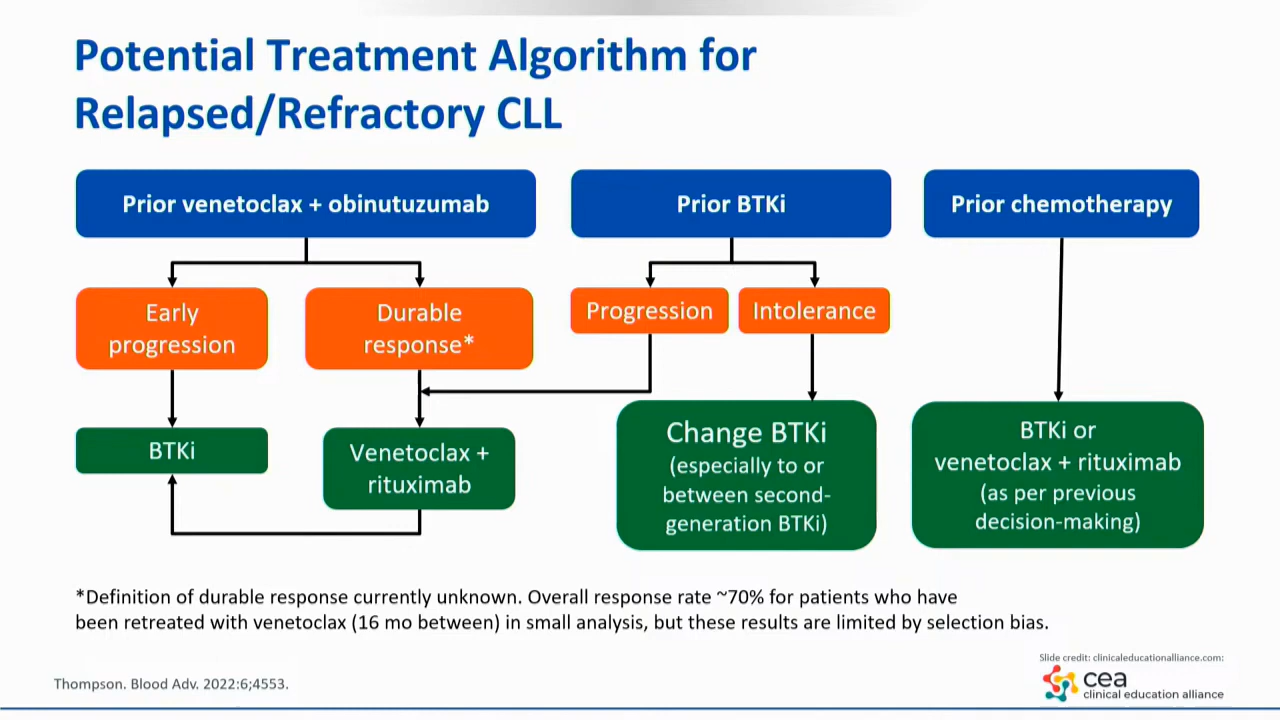 Potential Treatment Algorithm for
Relapsed/Refractory CLL
Prior venetoclax + obinutuzumab
Prior BTKi
Prior chemotherapy
Early
progression
Durable
response*
Progression
Intolerance
BTKi
Venetoclax +
rituximab
Change BTKi
(especially to or
between second-
generation BTKi)
BTKi or
venetoclax + rituximab
(as per previous
decision-making)
*Definition of durable response currently unknown. Overall response rate ~70% for patients who have
been retreated with venetoclax (16 mo between) in small analysis, but these results are limited by selection bias.
Thompson. Blood Adv. 2022:6;4553.
Slide credit: clinicaleducationalliance.com:
cea
clinical education alliance